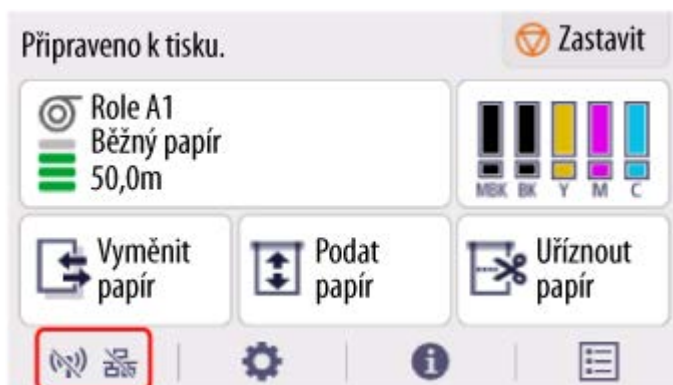 Připraveno k tisku.
Zastavit
Role A1
Běžný papír
50,0m
MBK BK Y M C
Vyměnit
papír
Podat
papír
Uříznout
papír